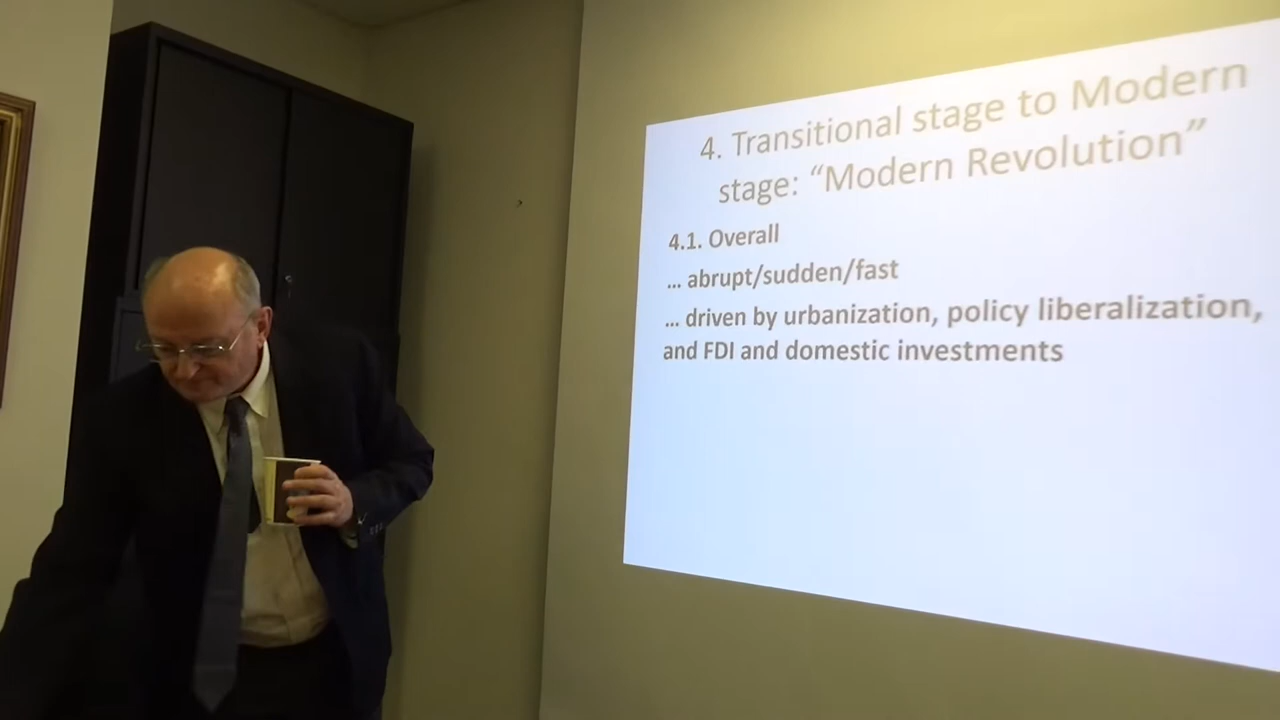 4. Transitional stage to Modern
stage: “Modern Revolution”
4.1. Overall
... abrupt/sudden/fast
... driven by urbanization, policy liberalization,
and FDI and domestic investments